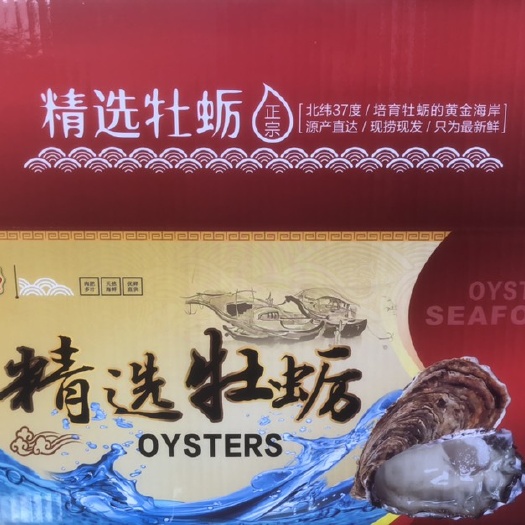 精选牡蛎
正宗
北纬37度/培育牡蛎的黄金海岸
源产直达/现捞现发/只为最新鲜
OYST
SEAFO
精选牡蛎
OYSTERS